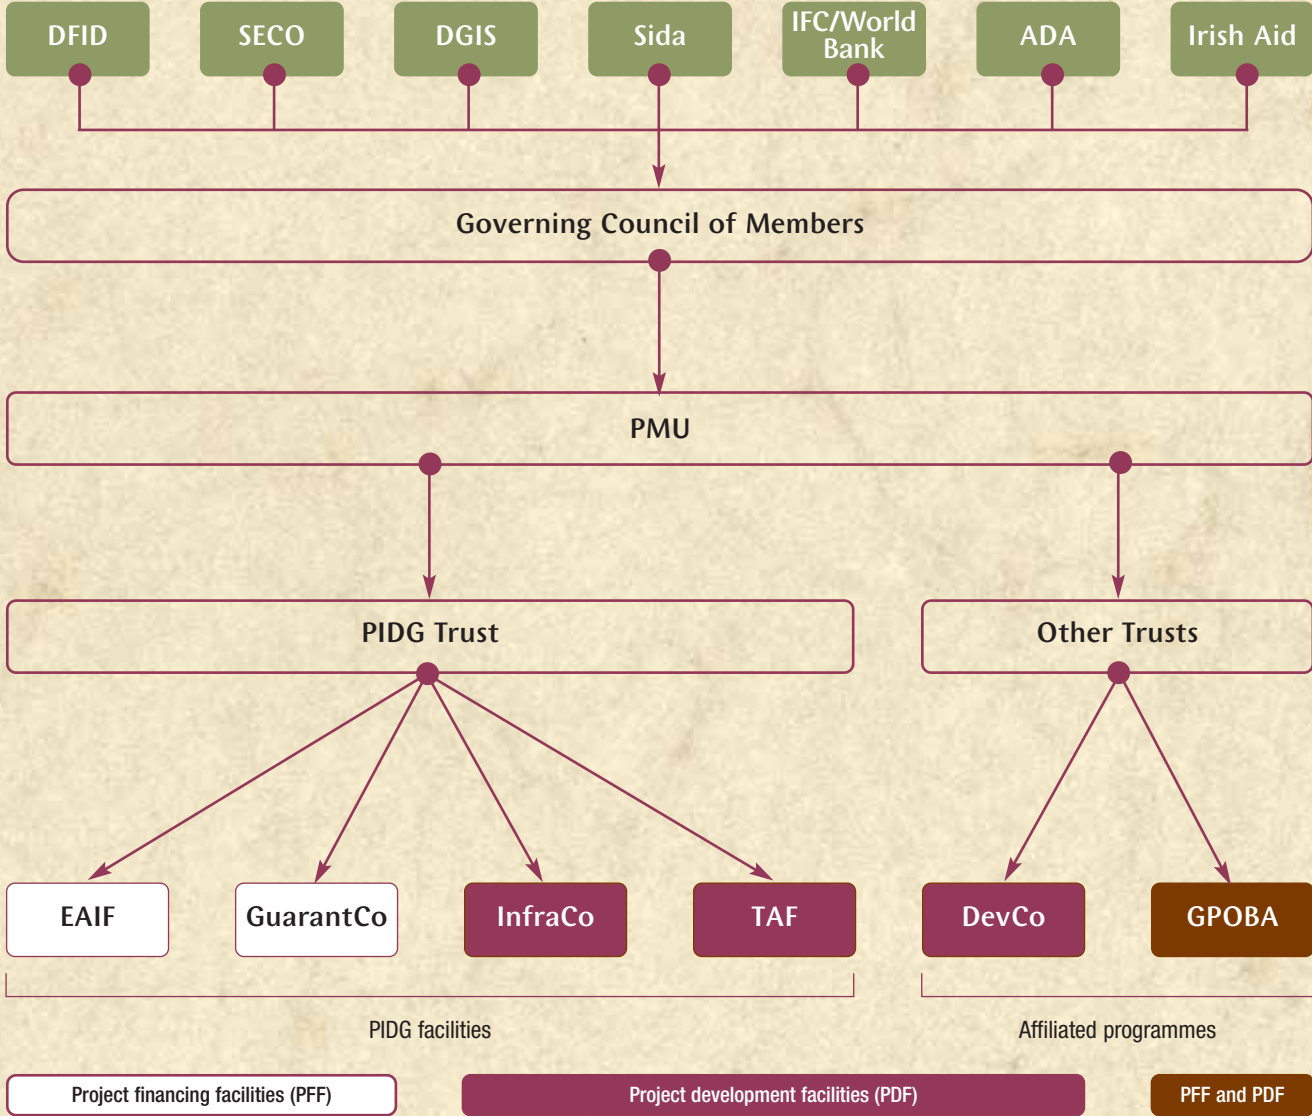 DFID
SECO
DGIS
Sida
IFC/World
Bank
ADA
Irish Aid
Governing Council of Members
PMU
PIDG Trust
Other Trusts
EAIF
GuarantCo
InfraCo
TAF
DevCo
GPOBA
PIDG facilities
Affiliated programmes
Project financing facilities (PFF)
Project development facilities (PDF)
PFF and PDF